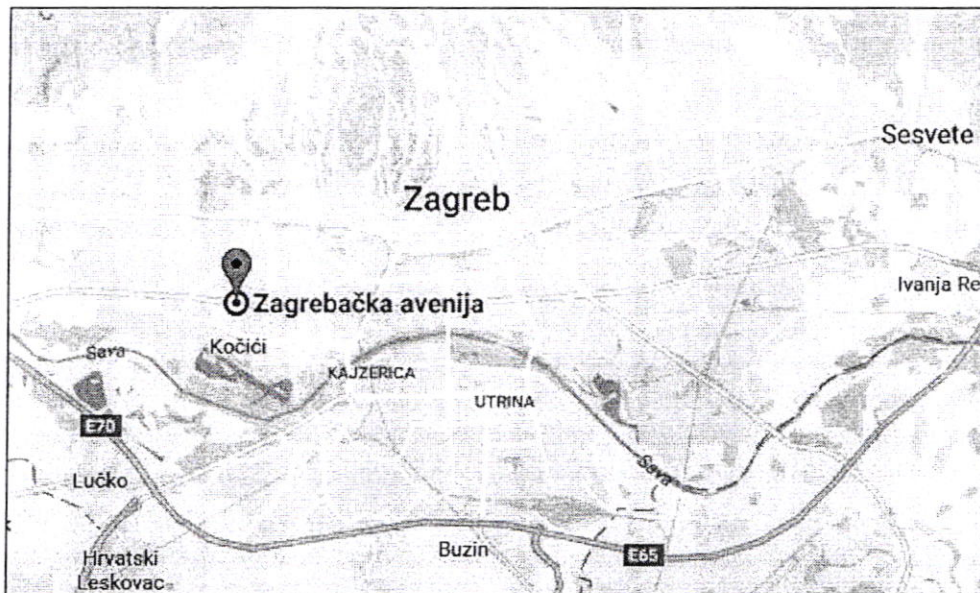 Sesvete
Zagreb
Ivanja Re
Zagrebačka avenija
Sava
Kočići
KAJZERICA
UTRINA
E70
Sava
Lučko
Buzin
E65
Hrvatski
Leskovac